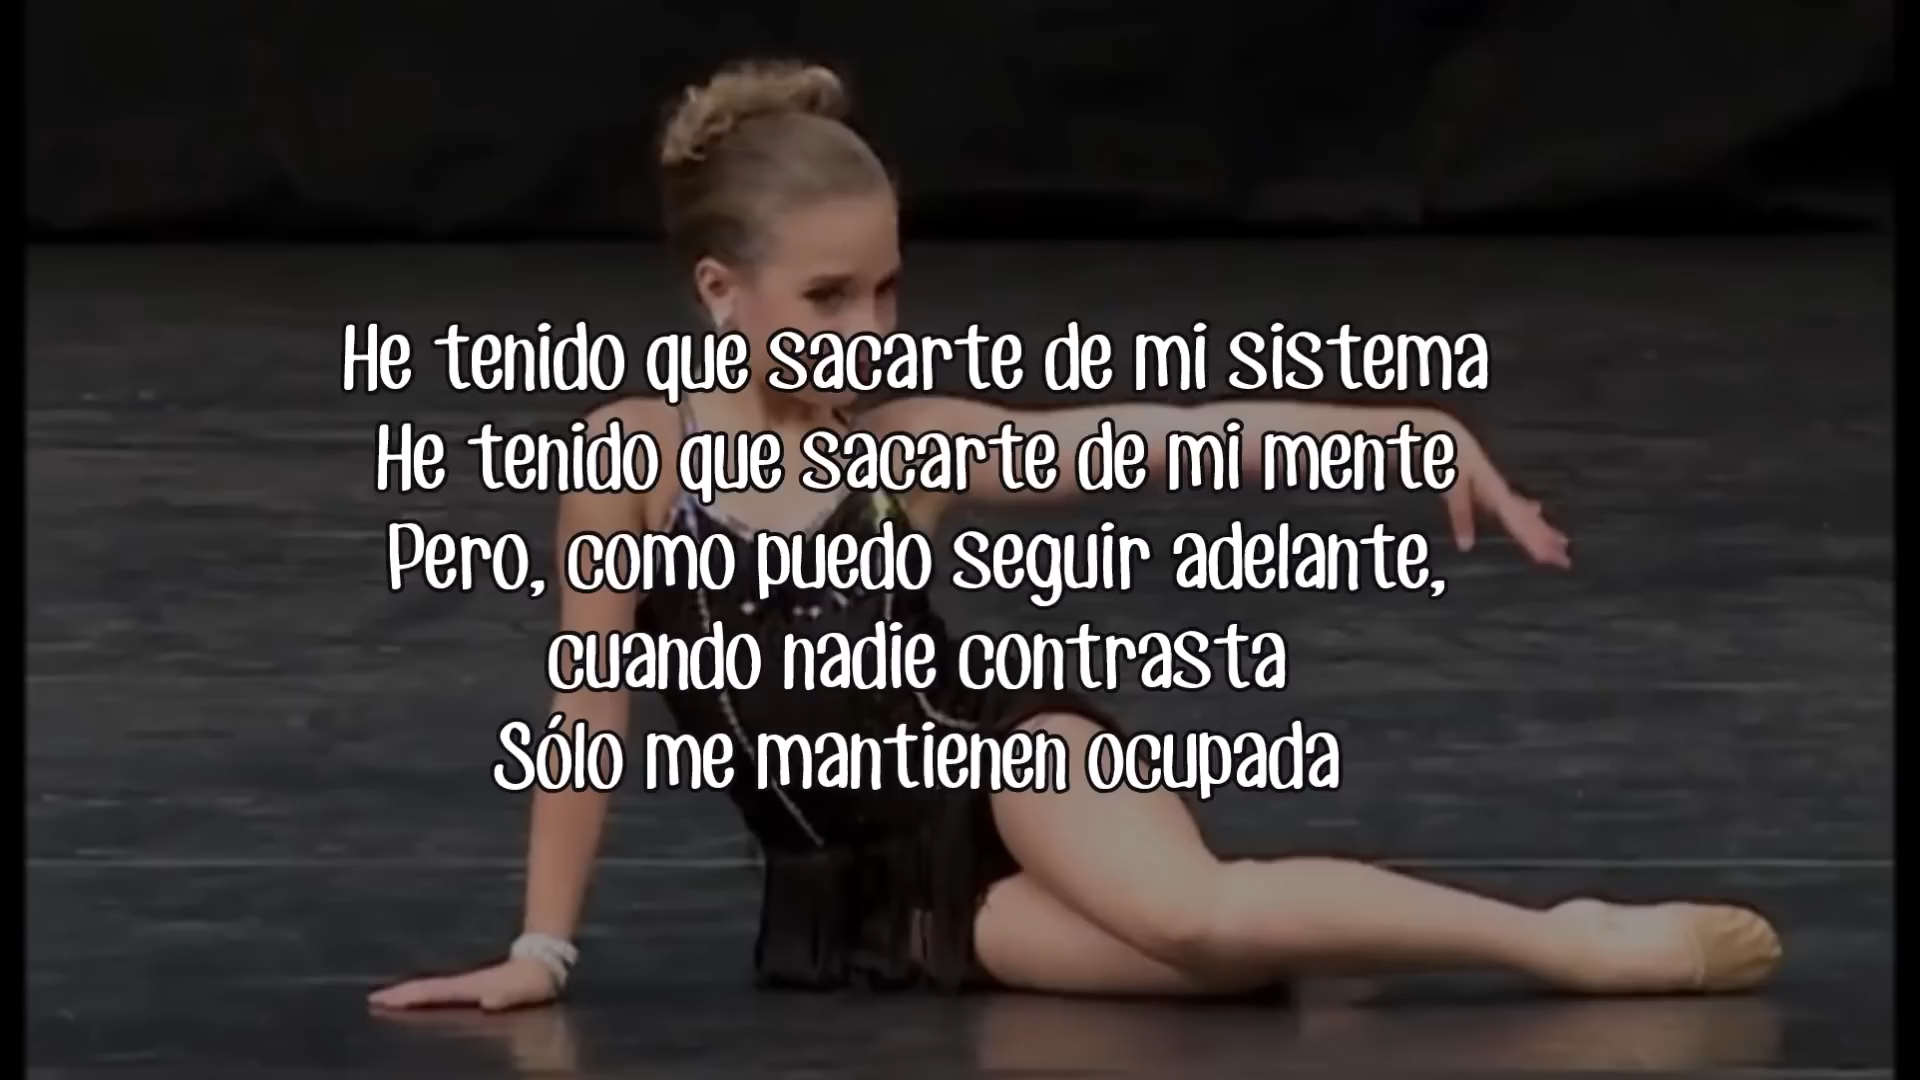 He tenido que sacarte de mi sistema
He tenido que sacarte de mi mente
Pero, como puedo seguir adelante,
cuando nadie contrasta
Sólo me mantienen ocupada